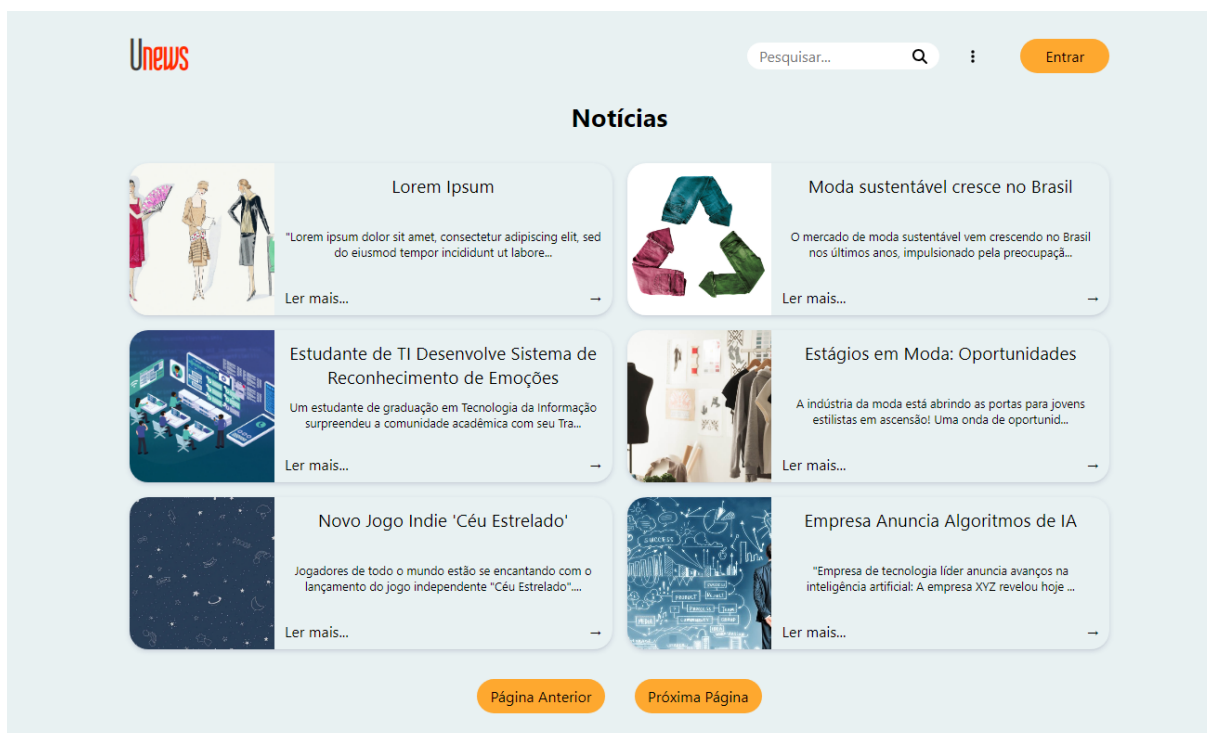 Unews
Pesquisar...
Entrar
Notícias
Lorem Ipsum
"Lorem ipsum dolor sit amet, consectetur adipiscing elit, sed
do eiusmod tempor incididunt ut labore...
Ler mais... →
Moda sustentável cresce no Brasil
O mercado de moda sustentável vem crescendo no Brasil
nos últimos anos, impulsionado pela preocupaçã...
Ler mais... →
Estudante de TI Desenvolve Sistema de
Reconhecimento de Emoções
Um estudante de graduação em Tecnologia da Informação
surpreendeu a comunidade acadêmica com seu Tra...
Ler mais... →
Estágios em Moda: Oportunidades
A indústria da moda está abrindo as portas para jovens
estilistas em ascensão! Uma onda de oportunid...
Ler mais... →
Novo Jogo Indie 'Céu Estrelado'
Jogadores de todo o mundo estão se encantando com o
lançamento do jogo independente "Céu Estrelado"....
Ler mais... →
SUCCESS
PRODUCT
Empresa Anuncia Algoritmos de IA
"Empresa de tecnologia líder anuncia avanços na
inteligência artificial: A empresa XYZ revelou hoje ...
Ler mais... →
Página Anterior
Próxima Página